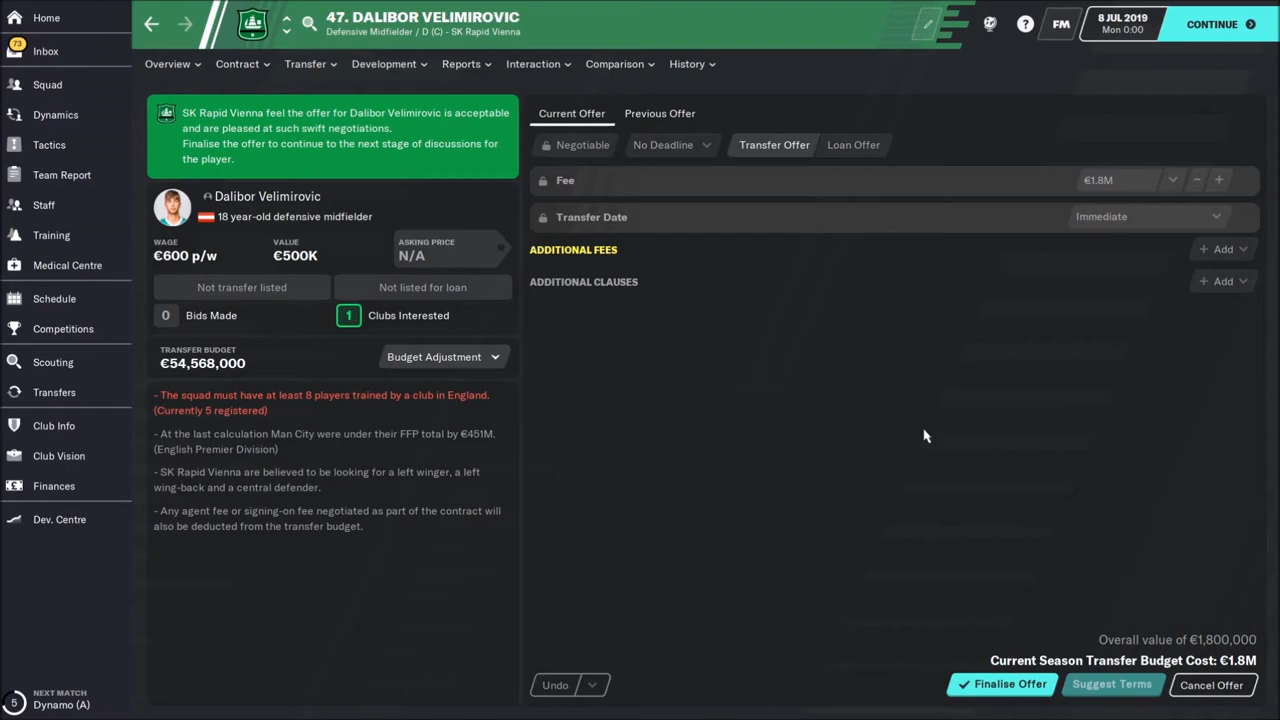 Home
73
Inbox
Squad
Dynamics
Tactics
Team Report
Staff
Training
Medical Centre
Schedule
Competitions
Scouting
Transfers
Club Info
Club Vision
Finances
Dev. Centre
5
NEXT MATCH
Dynamo (A)
47. DALIBOR VELIMIROVIC
Defensive Midfielder / D (C) - SK Rapid Vienna
?
FM
8 JUL 2019
Mon 0:00
CONTINUE
Overview
Contract
Transfer
Development
Reports
Interaction
Comparison
History
SK Rapid Vienna feel the offer for Dalibor Velimirovic is acceptable
and are pleased at such swift negotiations.
Finalise the offer to continue to the next stage of discussions for
the player.
Dalibor Velimirovic
18 year-old defensive midfielder
WAGE
€600 p/w
VALUE
€500K
ASKING PRICE
N/A
Not transfer listed
Not listed for loan
0 Bids Made
1 Clubs Interested
TRANSFER BUDGET
€54,568,000
Budget Adjustment
- The squad must have at least 8 players trained by a club in England.
(Currently 5 registered)
- At the last calculation Man City were under their FFP total by €451M.
(English Premier Division)
- SK Rapid Vienna are believed to be looking for a left winger, a left
wing-back and a central defender.
- Any agent fee or signing-on fee negotiated as part of the contract will
also be deducted from the transfer budget.
Current Offer
Previous Offer
Negotiable
No Deadline
Transfer Offer
Loan Offer
Fee
€1.8M
- +
Transfer Date
Immediate
ADDITIONAL FEES
+ Add
ADDITIONAL CLAUSES
+ Add
Overall value of €1,800,000
Current Season Transfer Budget Cost: €1.8M
Undo
Finalise Offer
Suggest Terms
Cancel Offer